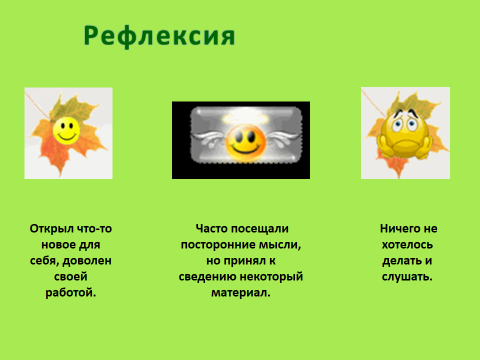 Рефлексия
Открыл что-то
новое для
себя, доволен
своей
работой.
Часто посещали
посторонние мысли,
но принял к
сведению некоторый
материал.
Ничего не
хотелось
делать и
слушать.